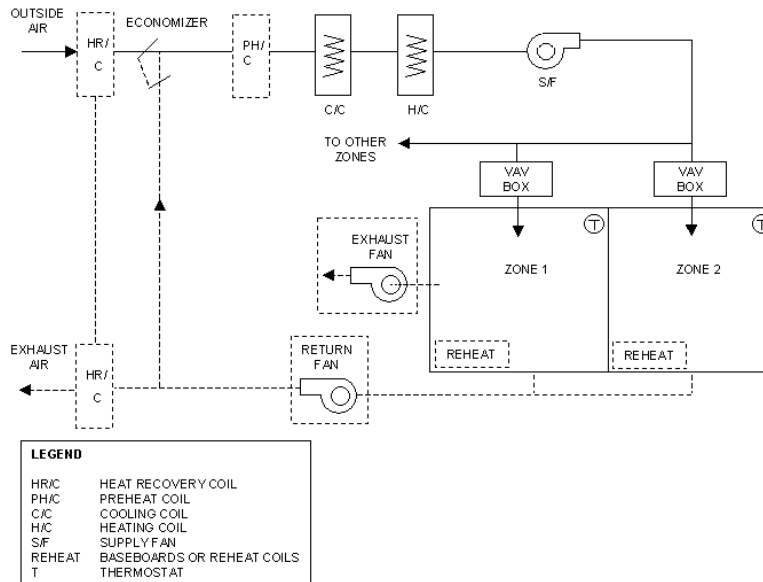 OUTSIDE
AIR
ECONOMIZER
HR/
C
PH/
C
C/C
H/C
S/F
TO OTHER
ZONES
VAV
BOX
VAV
BOX
EXHAUST
FAN
T
T
ZONE 1
ZONE 2
REHEAT
REHEAT
EXHAUST
AIR
HR/
C
RETURN
FAN
LEGEND
HR/C HEAT RECOVERY COIL
PH/C PREHEAT COIL
C/C COOLING COIL
H/C HEATING COIL
S/F SUPPLY FAN
REHEAT BASEBOARDS OR REHEAT COILS
T THERMOSTAT